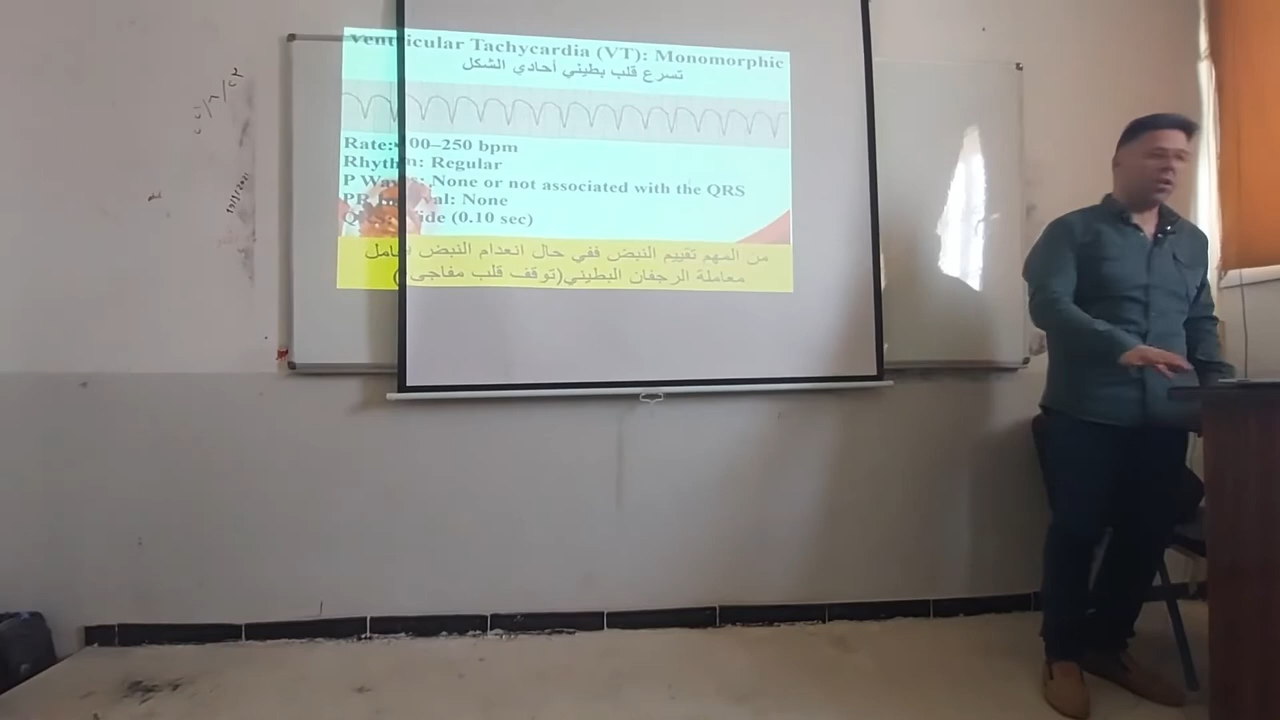 Ventricular Tachycardia (VT): Monomorphic
تسرع قلب بطيني أحادي الشكل
Rate: 100–250 bpm
Rhythm: Regular
P Waves: None or not associated with the QRS
PR Interval: None
QRS: Wide (0.10 sec)
من المهم تقييم النبض ففي حال انعدام النبض يعامل
معاملة الرجفان البطيني(توقف قلب مفاجئ)